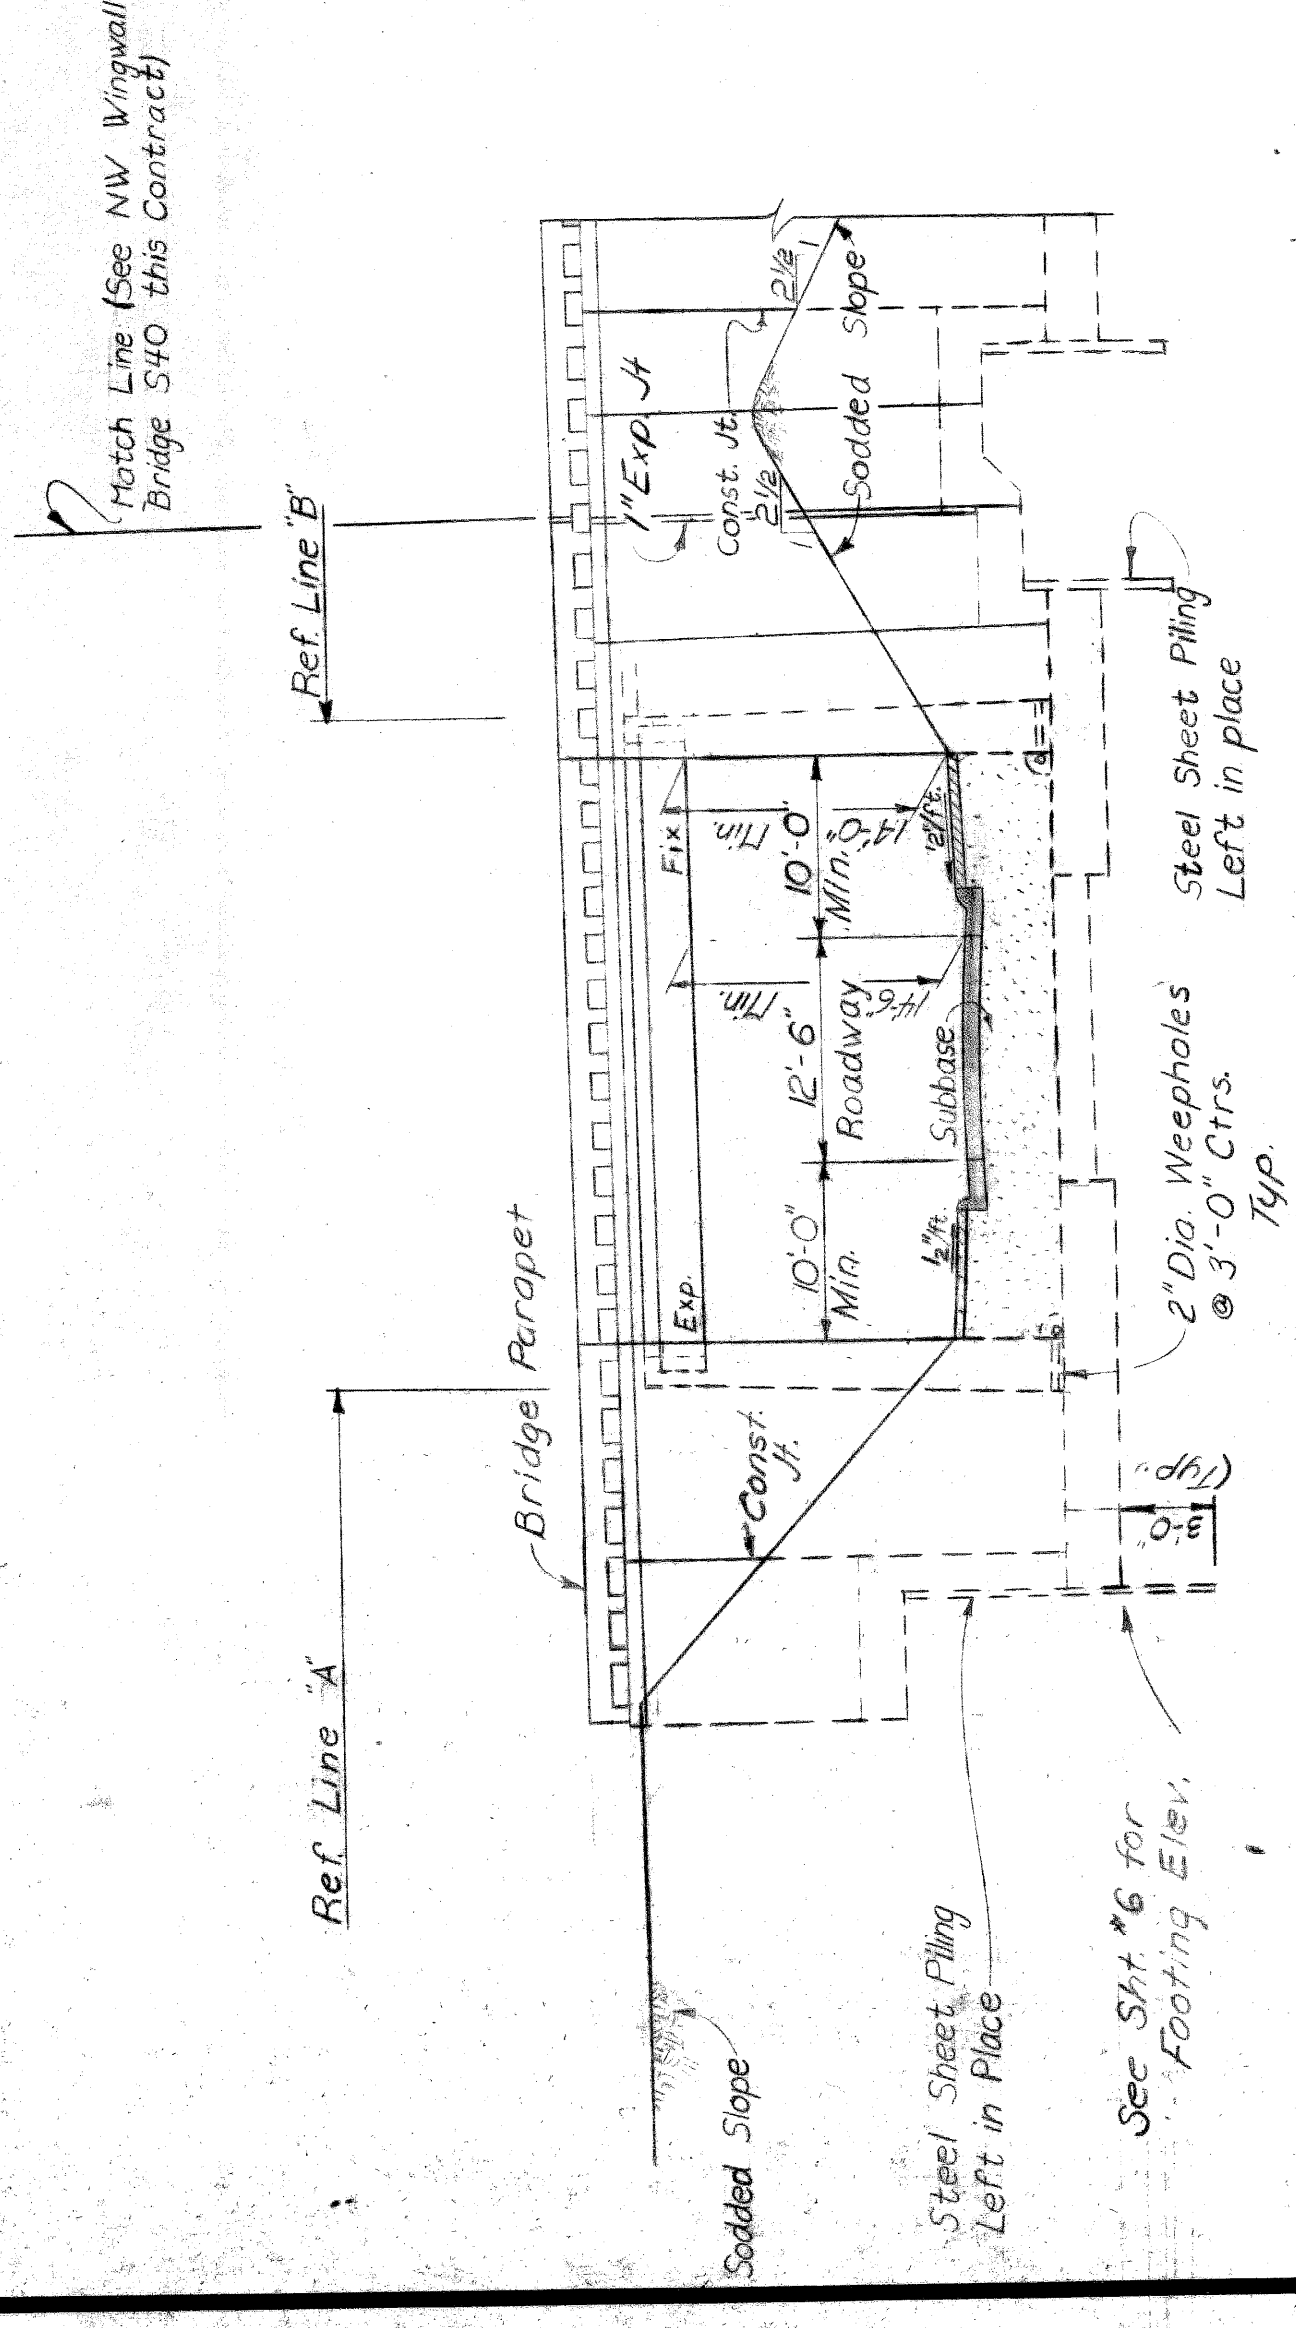 Match Line (See NW Wingwall
Bridge S40 this Contract)
Ref. Line "B"
Ref. Line "A"
Bridge Parapet
1" Exp. Jt
Const. Jt.
2½
1
2½
1
Sodded Slope
Fix
Exp.
Min.
14'-0"
Min.
14'-6"
10'-0"
Min.
12'-6"
Roadway
10'-0"
Min.
½"/ft.
½"/ft.
Subbase
Const.
Jt.
Sodded Slope
Steel Sheet Piling
Left in Place
See Sht. #6 for
Footing Elev.
3'-0"
(Typ.)
2" Dia. Weepholes
@ 3'-0" Ctrs.
Typ.
Steel Sheet Pilling
Left in place